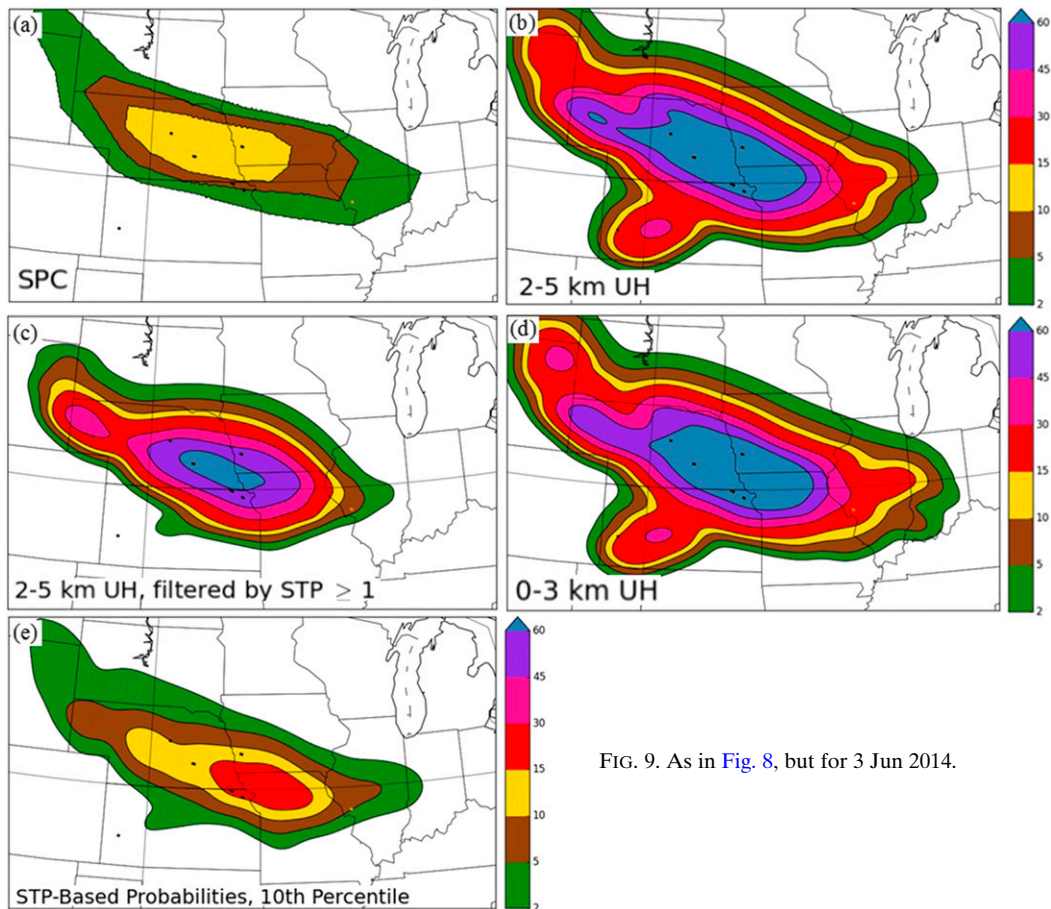 (a)
SPC
(b)
2-5 km UH
60
45
30
15
10
5
2
(c)
2-5 km UH, filtered by STP ≥ 1
(d)
0-3 km UH
60
45
30
15
10
5
2
(e)
STP-Based Probabilities, 10th Percentile
60
45
30
15
10
5
2
FIG. 9. As in Fig. 8, but for 3 Jun 2014.